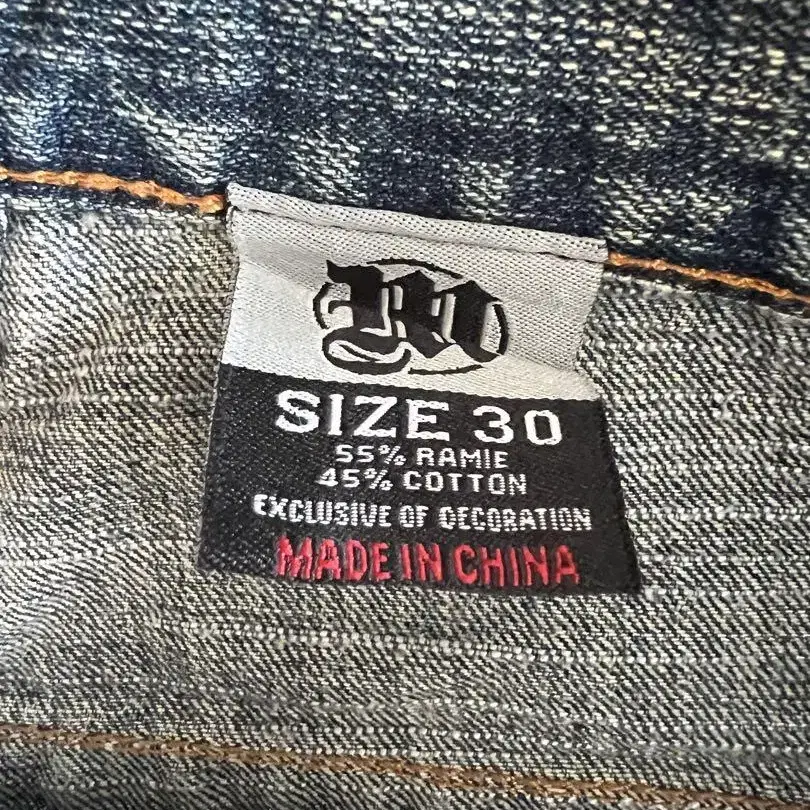 SIZE 30
55% RAMIE
45% COTTON
EXCLUSIVE OF DECORATION
MADE IN CHINA